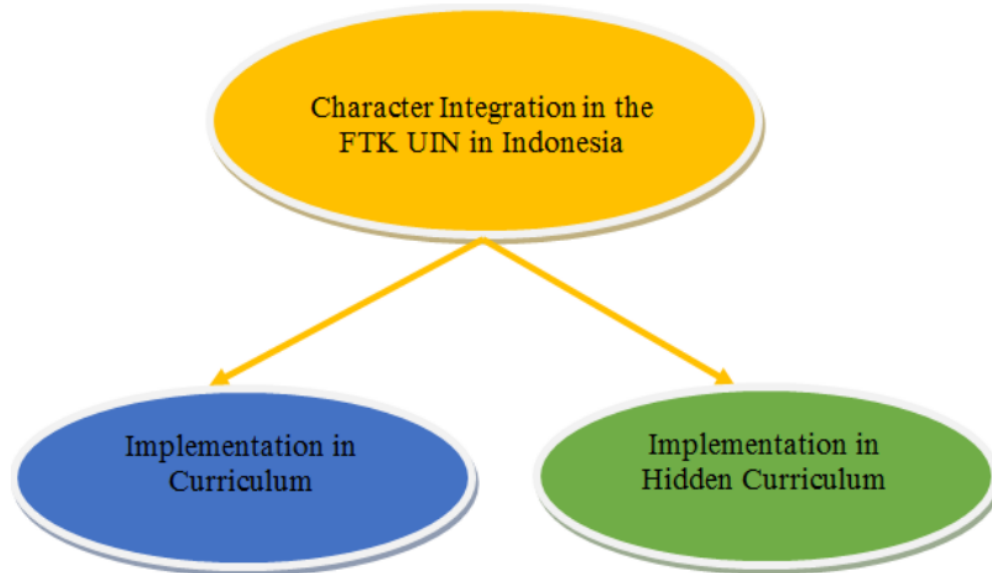 Character Integration in the
FTK UIN in Indonesia
Implementation in
Curriculum
Implementation in
Hidden Curriculum